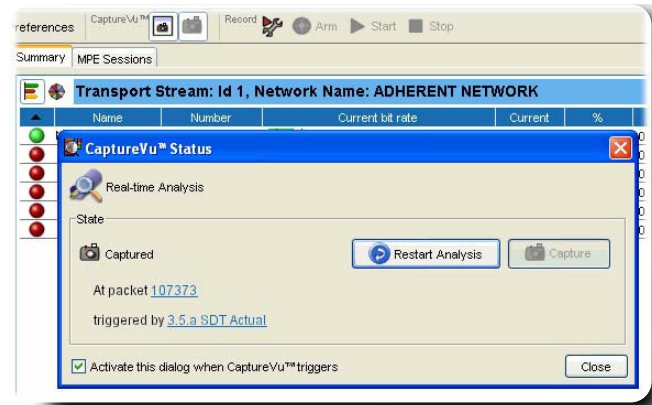 references CaptureVu™ Record Arm Start Stop
Summary MPE Sessions
Transport Stream: Id 1, Network Name: ADHERENT NETWORK
Name Number Current bit rate Current %
CaptureVu™ Status
Real-time Analysis
State
Captured Restart Analysis Capture
At packet 107373
triggered by 3.5.a SDT Actual
Activate this dialog when CaptureVu™ triggers Close